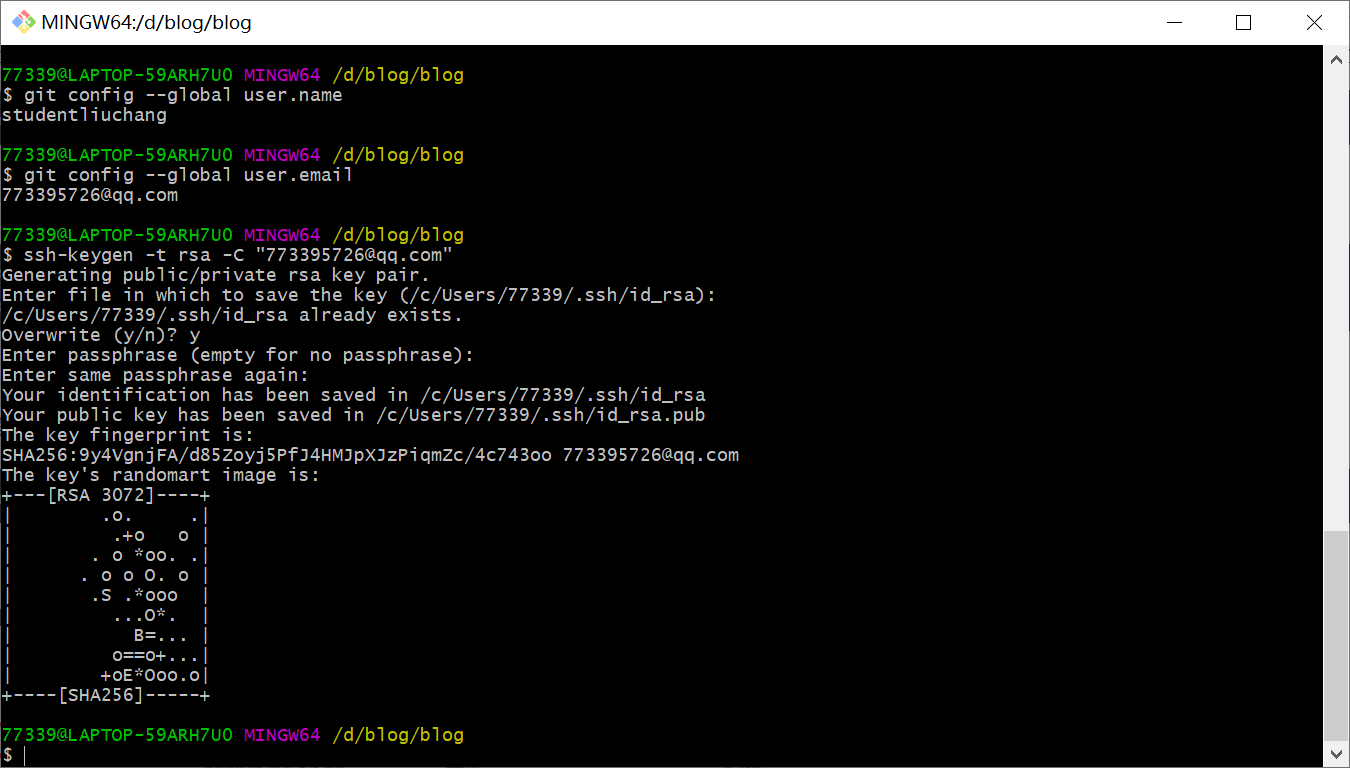 MINGW64:/d/blog/blog
77339@LAPTOP-59ARH7U0 MINGW64 /d/blog/blog
$ git config --global user.name
studentliuchang
77339@LAPTOP-59ARH7U0 MINGW64 /d/blog/blog
$ git config --global user.email
773395726@qq.com
77339@LAPTOP-59ARH7U0 MINGW64 /d/blog/blog
$ ssh-keygen -t rsa -C "773395726@qq.com"
Generating public/private rsa key pair.
Enter file in which to save the key (/c/Users/77339/.ssh/id_rsa):
/c/Users/77339/.ssh/id_rsa already exists.
Overwrite (y/n)? y
Enter passphrase (empty for no passphrase):
Enter same passphrase again:
Your identification has been saved in /c/Users/77339/.ssh/id_rsa
Your public key has been saved in /c/Users/77339/.ssh/id_rsa.pub
The key fingerprint is:
SHA256:9y4VgnjFA/d85Zoyj5PfJ4HMJpXJzPiqmZc/4c743oo 773395726@qq.com
The key's randomart image is:
+---[RSA 3072]----+
|        .o.     .|
|         .+o   o |
|       . o *oo. .|
|      . o o O. o |
|       .S .*ooo  |
|         ...O*.  |
|           B=... |
|         o==o+...|
|        +oE*Ooo.o|
+----[SHA256]-----+
77339@LAPTOP-59ARH7U0 MINGW64 /d/blog/blog
$